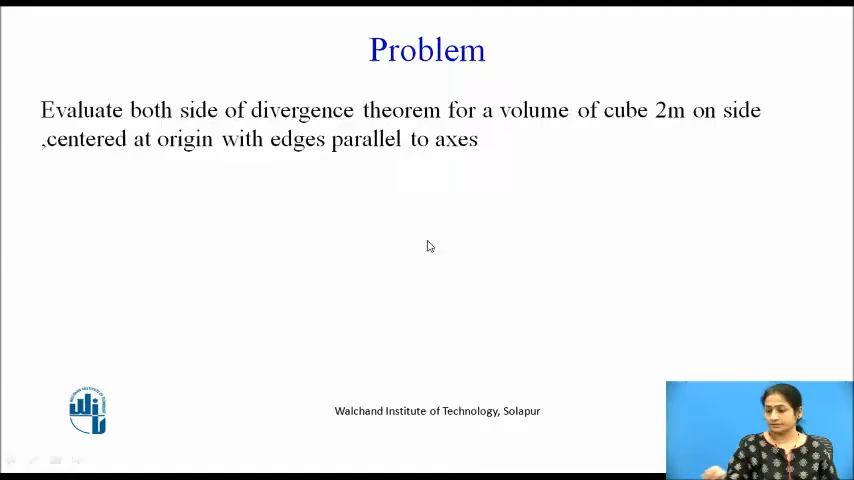 Problem
Evaluate both side of divergence theorem for a volume of cube 2m on side
,centered at origin with edges parallel to axes
Walchand Institute of Technology, Solapur